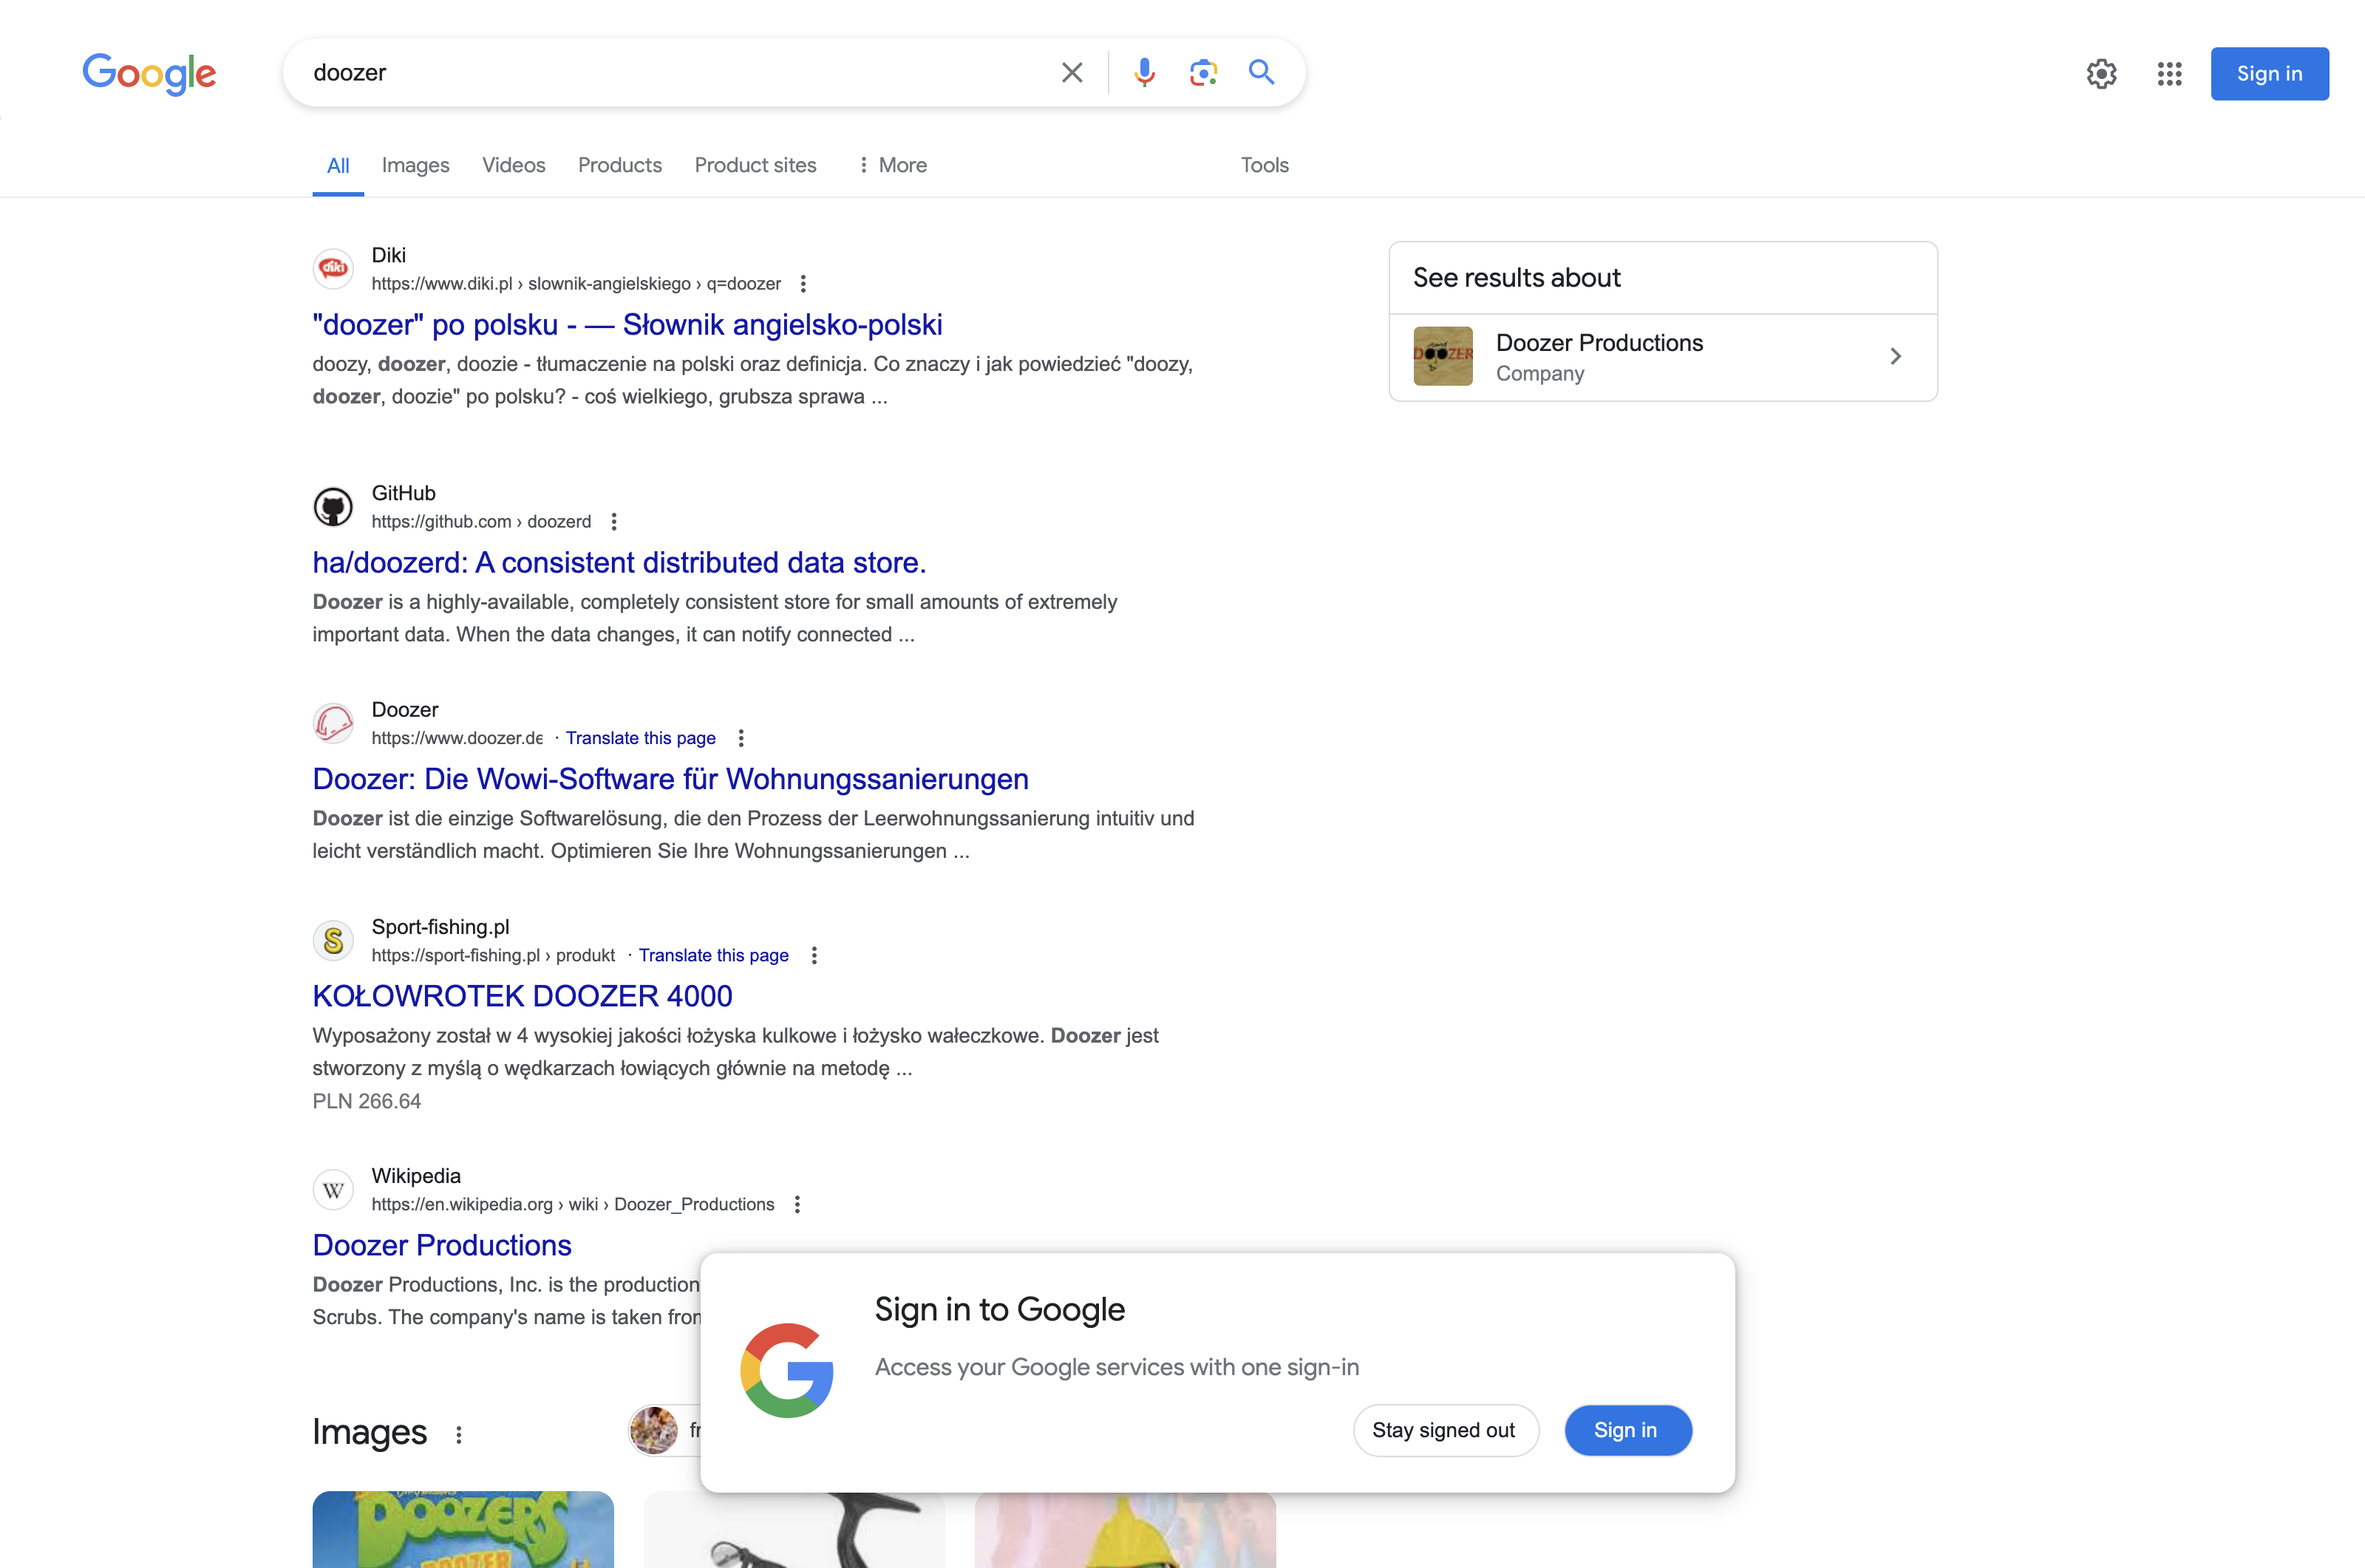 Google
doozer
Sign in
All
Images
Videos
Products
Product sites
More
Tools
Diki
https://www.diki.pl › slownik-angielskiego › q=doozer
"doozer" po polsku - — Słownik angielsko-polski
doozy, doozer, doozie - tłumaczenie na polski oraz definicja. Co znaczy i jak powiedzieć "doozy,
doozer, doozie" po polsku? - coś wielkiego, grubsza sprawa ...
See results about
DOOZER
Doozer Productions
Company
GitHub
https://github.com › doozerd
ha/doozerd: A consistent distributed data store.
Doozer is a highly-available, completely consistent store for small amounts of extremely
important data. When the data changes, it can notify connected ...
Doozer
https://www.doozer.de · Translate this page
Doozer: Die Wowi-Software für Wohnungssanierungen
Doozer ist die einzige Softwarelösung, die den Prozess der Leerwohnungssanierung intuitiv und
leicht verständlich macht. Optimieren Sie Ihre Wohnungssanierungen ...
Sport-fishing.pl
https://sport-fishing.pl › produkt · Translate this page
KOŁOWROTEK DOOZER 4000
Wyposażony został w 4 wysokiej jakości łożyska kulkowe i łożysko wałeczkowe. Doozer jest
stworzony z myślą o wędkarzach łowiących głównie na metodę ...
PLN 266.64
Wikipedia
https://en.wikipedia.org › wiki › Doozer_Productions
Doozer Productions
Doozer Productions, Inc. is the production
Scrubs. The company's name is taken from
Sign in to Google
Access your Google services with one sign-in
Stay signed out
Sign in
Images
DOOZERS
DOOZER